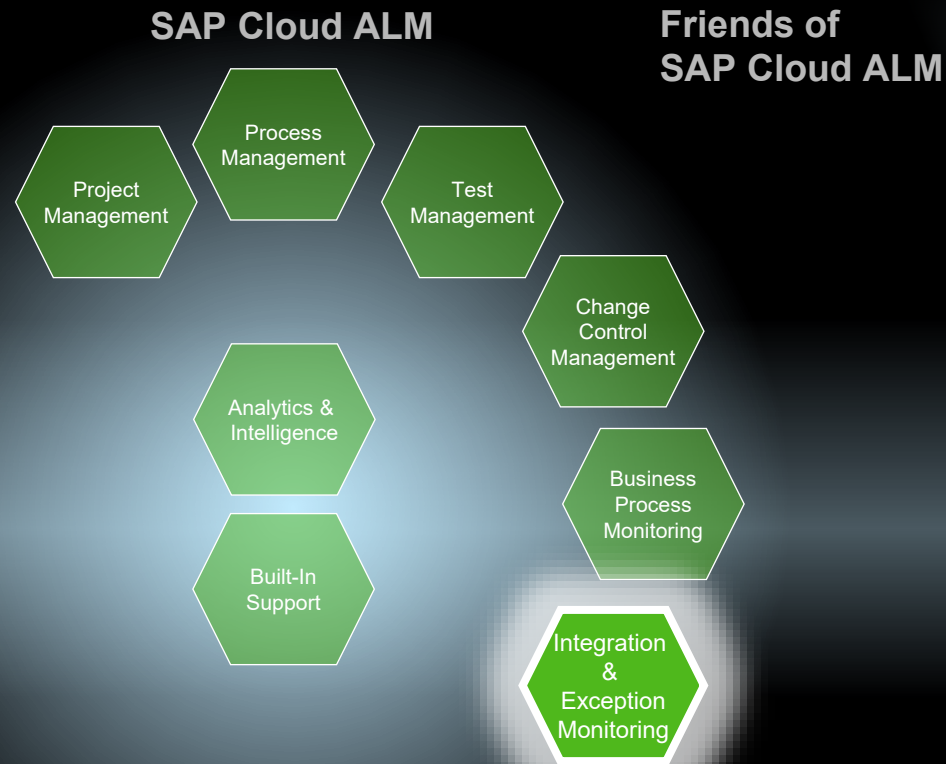 SAP Cloud ALM
Friends of
SAP Cloud ALM
Process
Management
Project
Management
Test
Management
Change
Control
Management
Analytics &
Intelligence
Business
Process
Monitoring
Built-In
Support
Integration
&
Exception
Monitoring